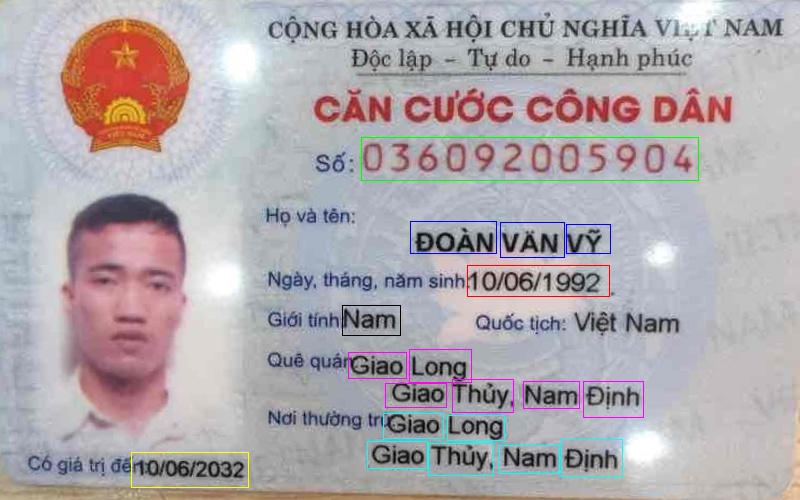 CỘNG HÒA XÃ HỘI CHỦ NGHĨA VIỆT NAM
Độc lập - Tự do - Hạnh phúc
CĂN CƯỚC CÔNG DÂN
Số: 036092005904
Họ và tên:
ĐOÀN VĂN VỸ
Ngày, tháng, năm sinh: 10/06/1992
Giới tính: Nam Quốc tịch: Việt Nam
Quê quán: Giao Long
Giao Thủy, Nam Định
Nơi thường trú: Giao Long
Giao Thủy, Nam Định
Có giá trị đến: 10/06/2032